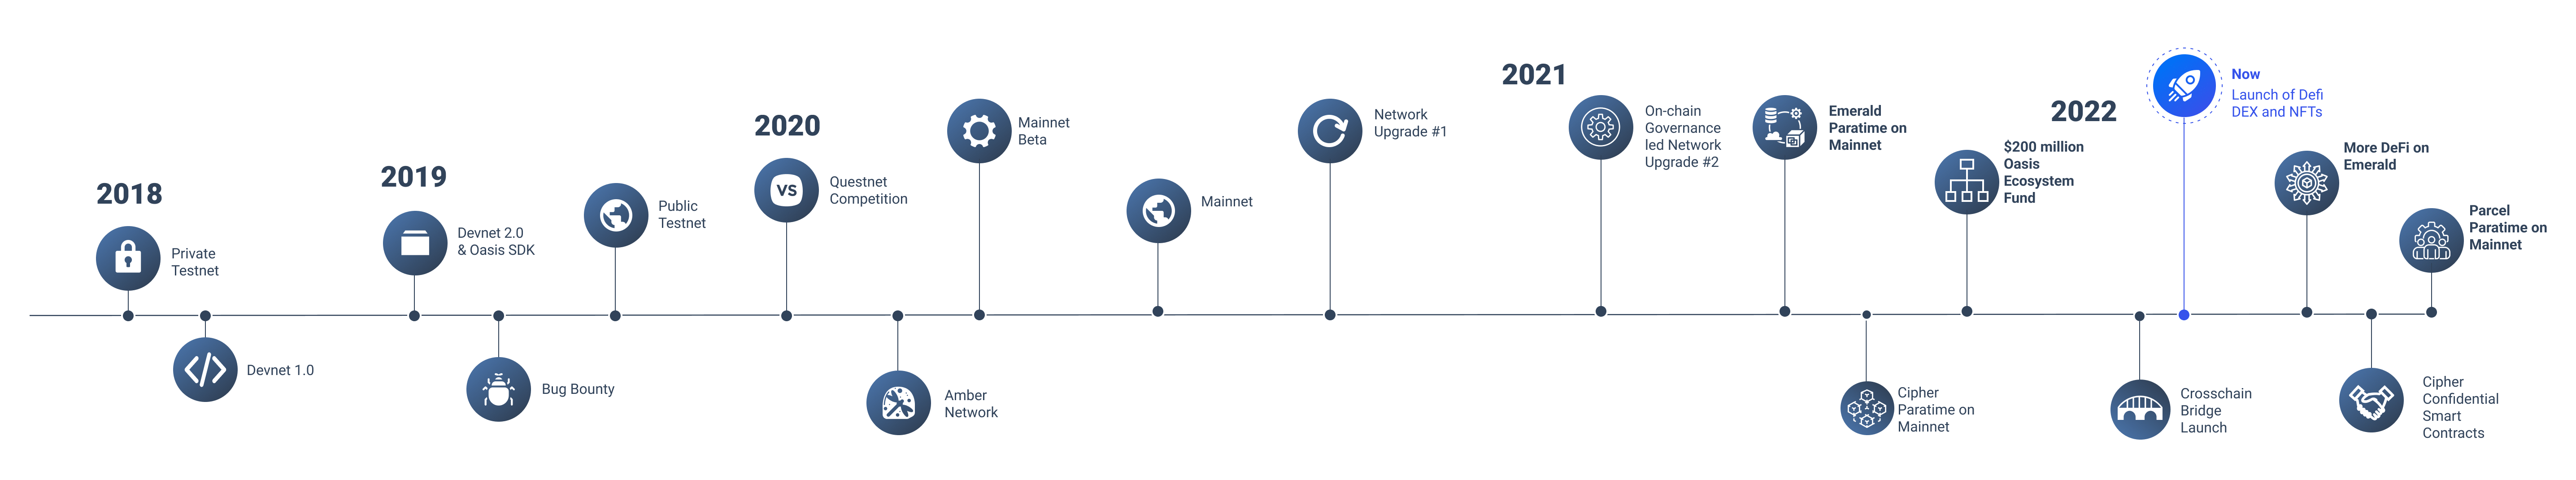 2018
Private
Testnet
Devnet 1.0
2019
Devnet 2.0
& Oasis SDK
Bug Bounty
Public
Testnet
2020
VS
Questnet
Competition
Amber
Network
Mainnet
Beta
Mainnet
Network
Upgrade #1
2021
On-chain
Governance
led Network
Upgrade #2
Emerald
Paratime on
Mainnet
Cipher
Paratime on
Mainnet
$200 million
Oasis
Ecosystem
Fund
2022
Crosschain
Bridge
Launch
Now
Launch of Defi
DEX and NFTs
More DeFi on
Emerald
Cipher
Confidential
Smart
Contracts
Parcel
Paratime on
Mainnet